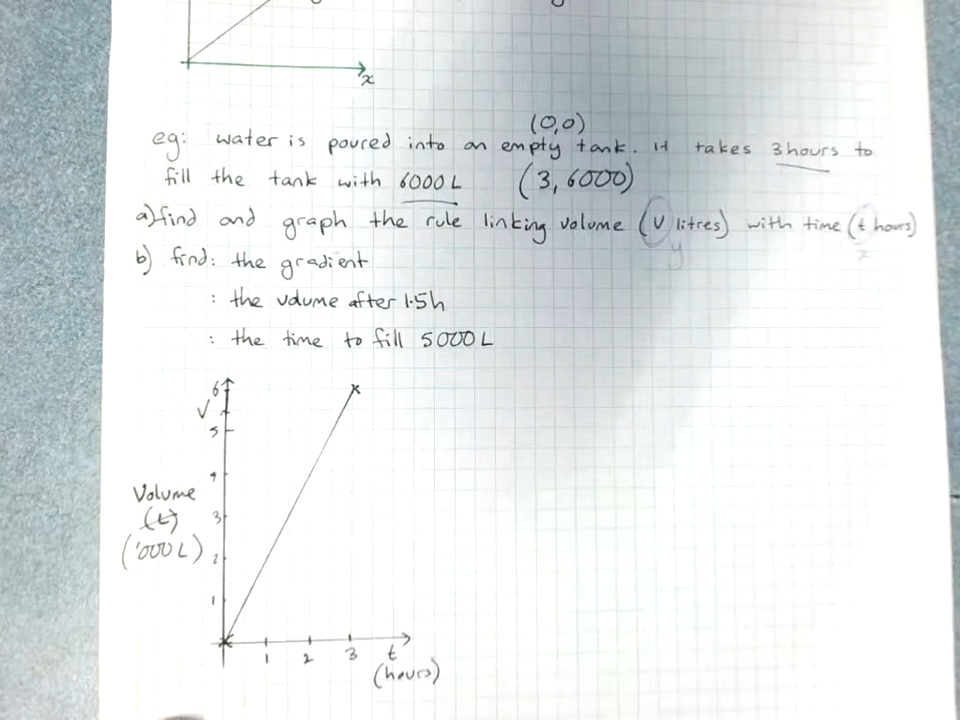 x
(0,0)
eg: water is poured into an empty tank. It takes 3 hours to
fill the tank with 6000 L (3, 6000)
a) find and graph the rule linking volume (V litres) with time (t hours)
y x
b) find: the gradient
: the volume after 1.5h
: the time to fill 5000 L
6
V
5
4
Volume
3
(t)
('000 L)
2
1
1 2 3 t
(hours)